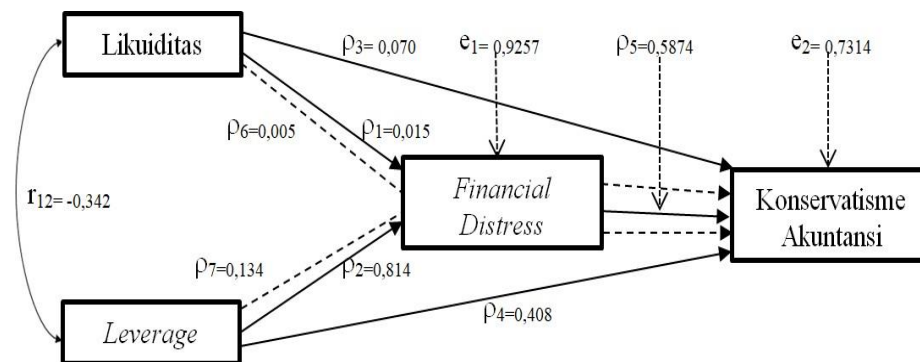 Likuiditas
ρ3= 0,070
e1= 0,9257
ρ5=0,5874
e2= 0,7314
ρ6=0,005
ρ1=0,015
r12= -0,342
Financial
Distress
Konservatisme
Akuntansi
ρ7=0,134
ρ2=0,814
ρ4=0,408
Leverage